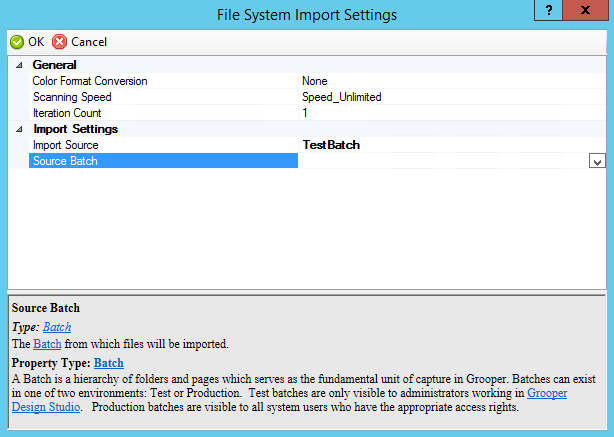 File System Import Settings
? x
OK Cancel
General
Color Format Conversion None
Scanning Speed Speed_Unlimited
Iteration Count 1
Import Settings
Import Source TestBatch
Source Batch
Source Batch
Type: Batch
The Batch from which files will be imported.
Property Type: Batch
A Batch is a hierarchy of folders and pages which serves as the fundamental unit of capture in Grooper. Batches can exist
in one of two environments: Test or Production. Test batches are only visible to administrators working in Grooper
Design Studio. Production batches are visible to all system users who have the appropriate access rights.